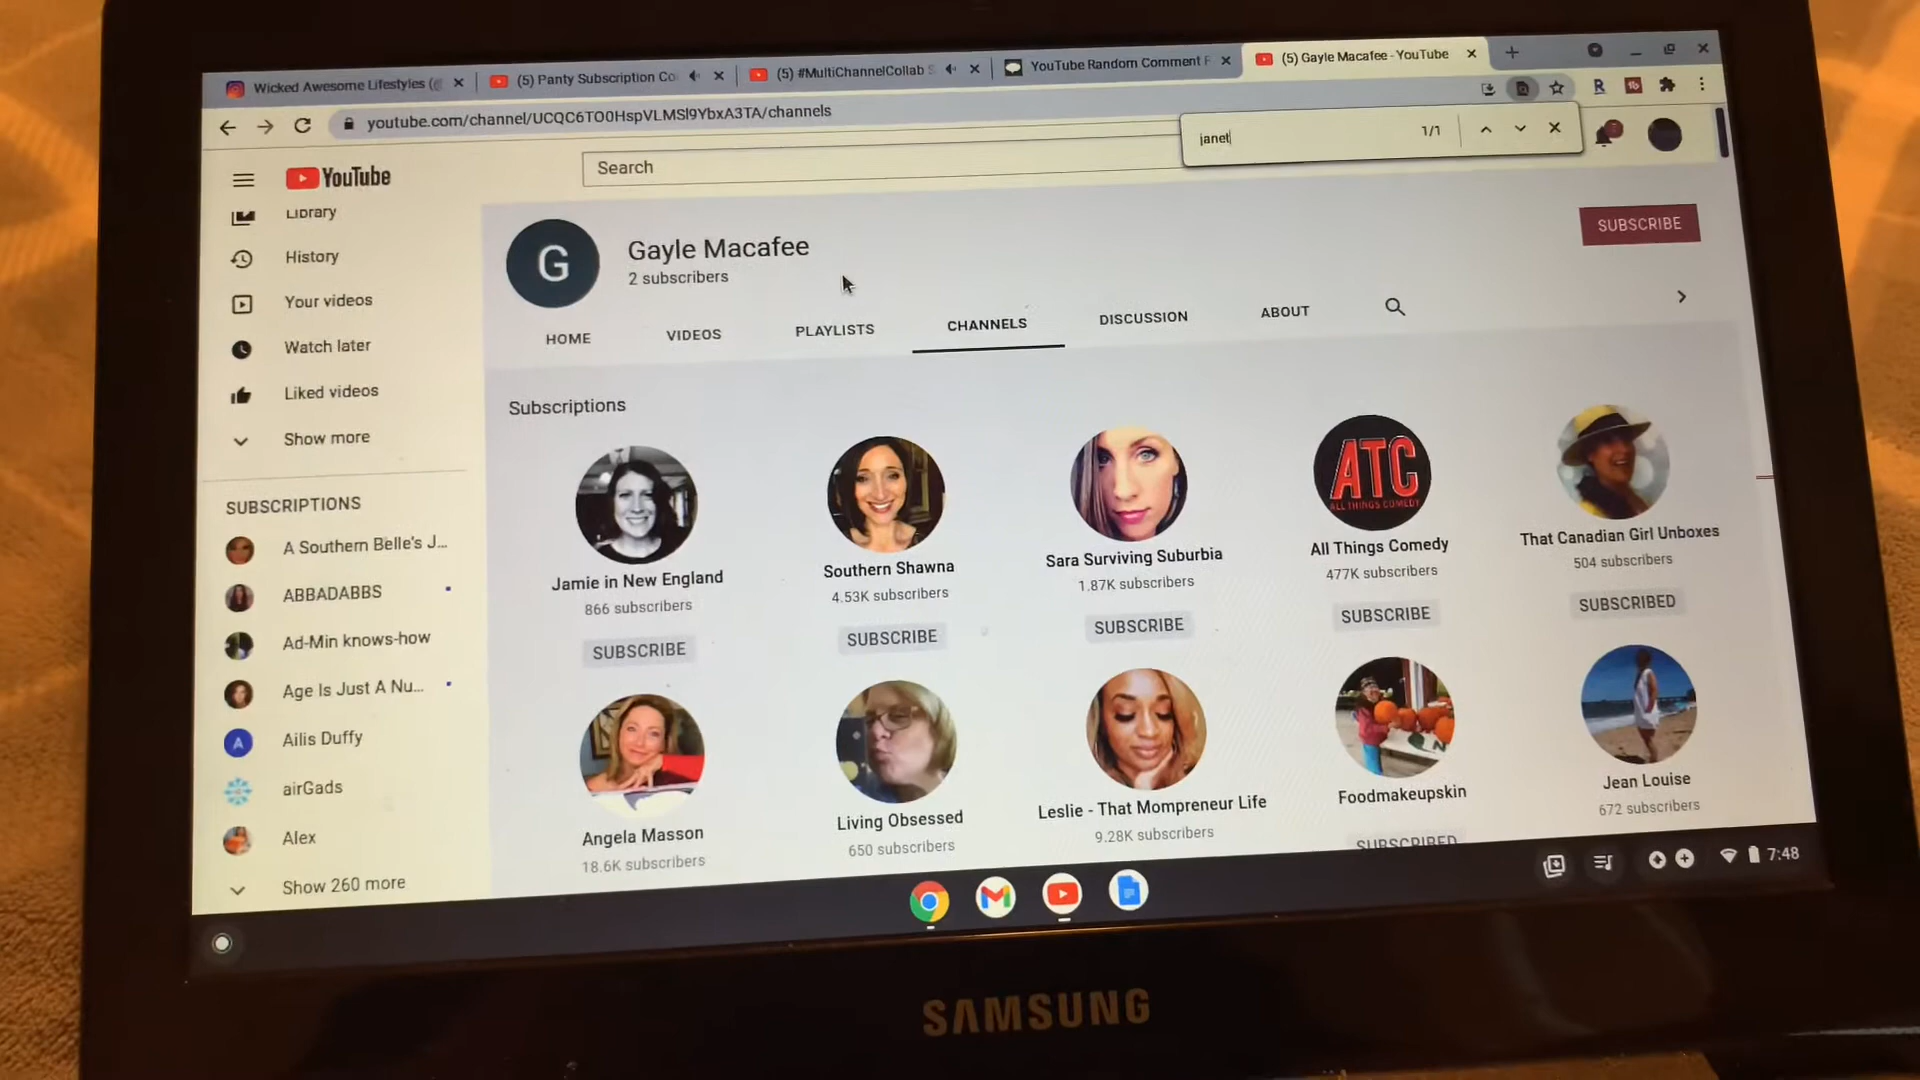 Wicked Awesome Lifestyles (@
(5) Panty Subscription Co
(5) #MultiChannelCollab S
YouTube Random Comment P
(5) Gayle Macafee - YouTube
youtube.com/channel/UCQC6TO0HspVLMSl9YbxA3TA/channels
janet
1/1
YouTube
Search
Library
History
Your videos
Watch later
Liked videos
Show more
SUBSCRIPTIONS
A Southern Belle's J...
ABBADABBS
Ad-Min knows-how
Age Is Just A Nu...
A
Ailis Duffy
airGads
Alex
Show 260 more
G
Gayle Macafee
2 subscribers
SUBSCRIBE
HOME
VIDEOS
PLAYLISTS
CHANNELS
DISCUSSION
ABOUT
Subscriptions
Jamie in New England
866 subscribers
SUBSCRIBE
Southern Shawna
4.53K subscribers
SUBSCRIBE
Sara Surviving Suburbia
1.87K subscribers
SUBSCRIBE
ATC
ALL THINGS COMEDY
All Things Comedy
477K subscribers
SUBSCRIBE
That Canadian Girl Unboxes
504 subscribers
SUBSCRIBED
Angela Masson
18.6K subscribers
Living Obsessed
650 subscribers
Leslie - That Mompreneur Life
9.28K subscribers
Foodmakeupskin
SUBSCRIBED
Jean Louise
672 subscribers
7:48
SAMSUNG